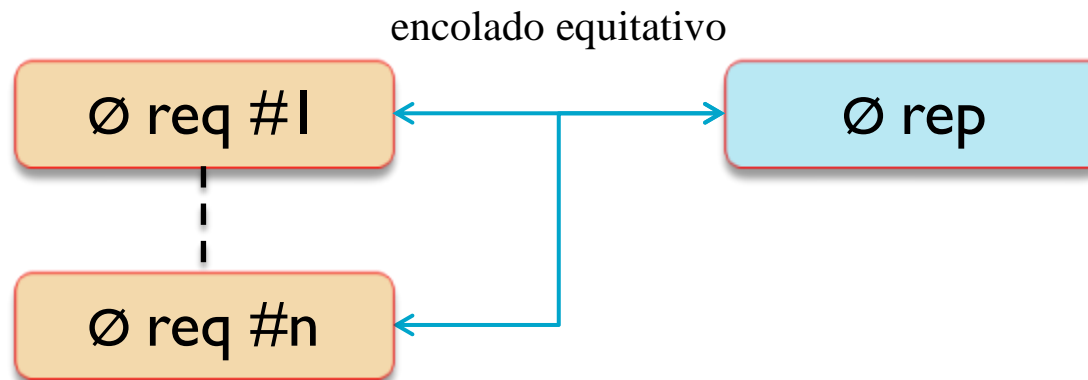 encolado equitativo
Ø req #1
Ø rep
Ø req #n